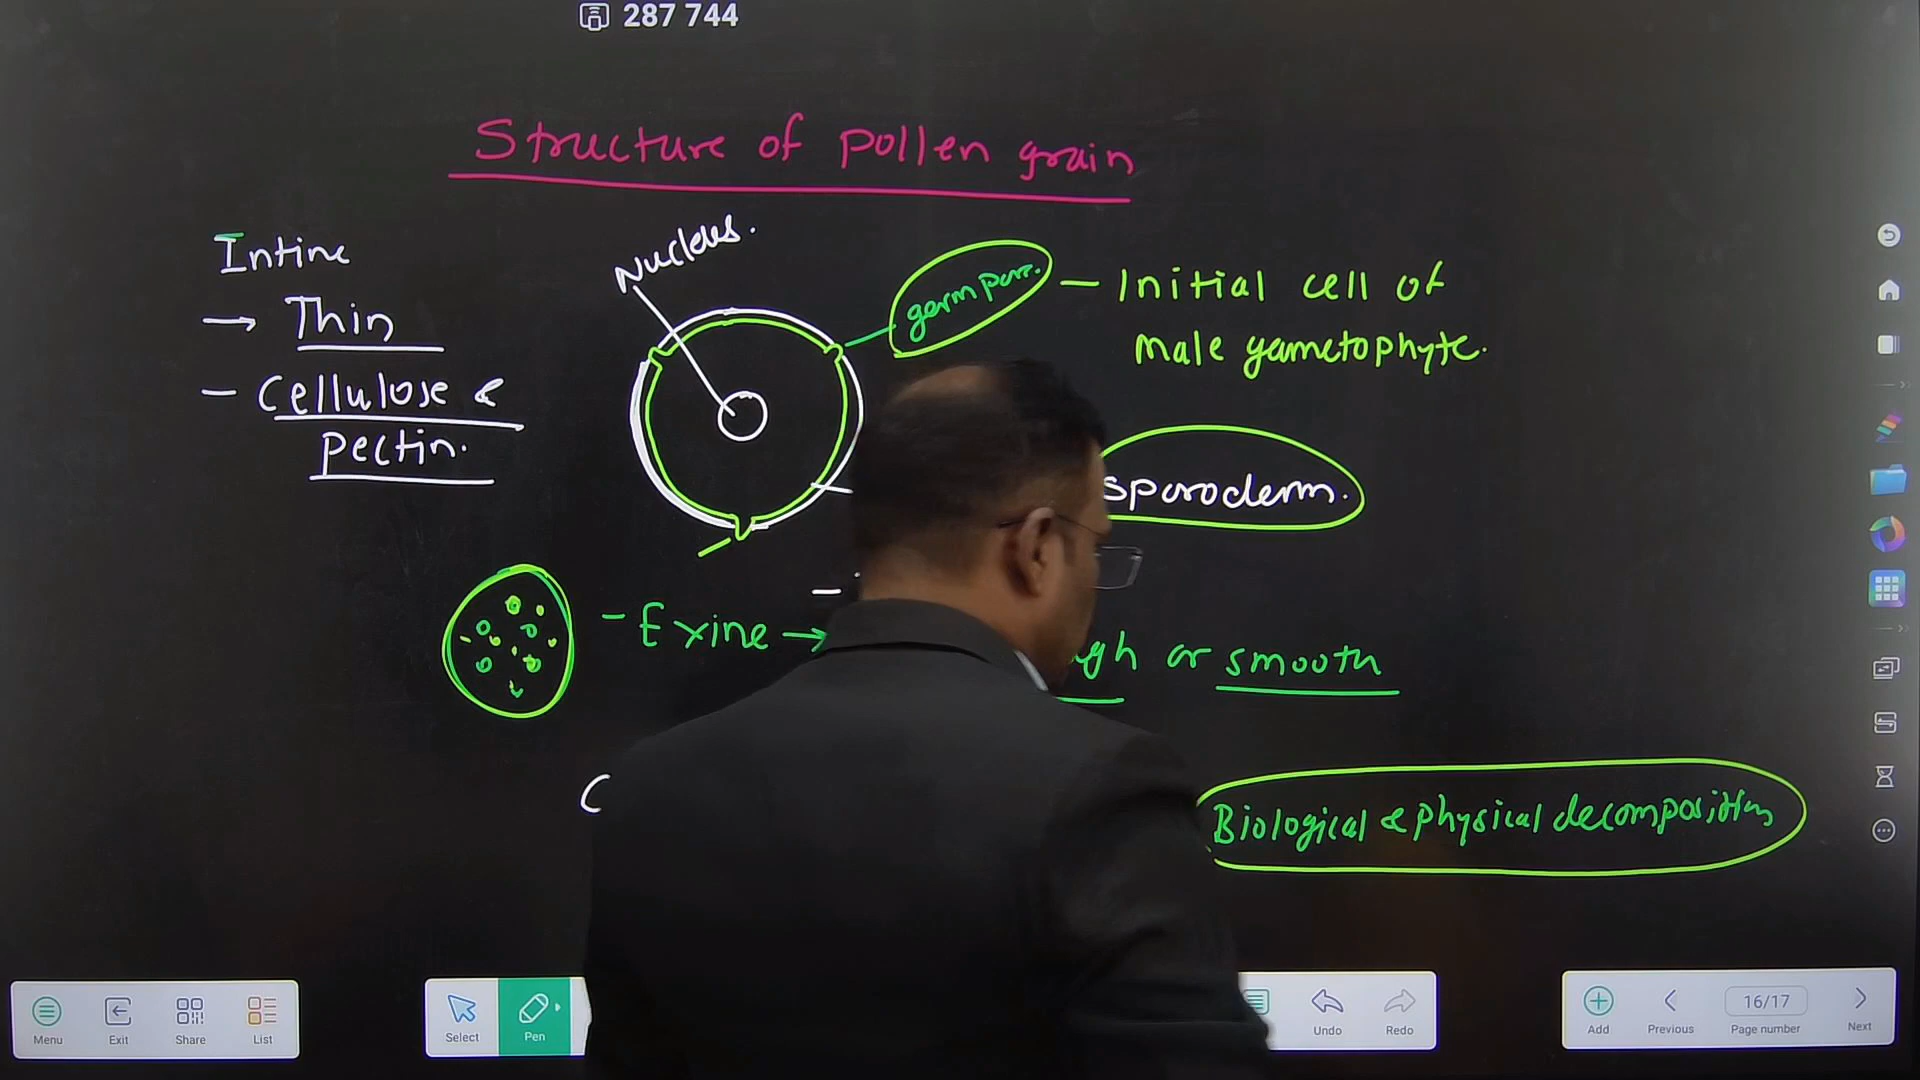 287 744
Structure of pollen grain
Intine
→ Thin
- Cellulose &
pectin.
Nucleus.
germ pore.
- Initial cell of
male gametophyte.
sporoderm.
- Exine →
ugh or smooth
C
Biological & physical decomposition
Menu Exit Share List
Select Pen
Undo Redo
Add Previous 16/17 Page number Next